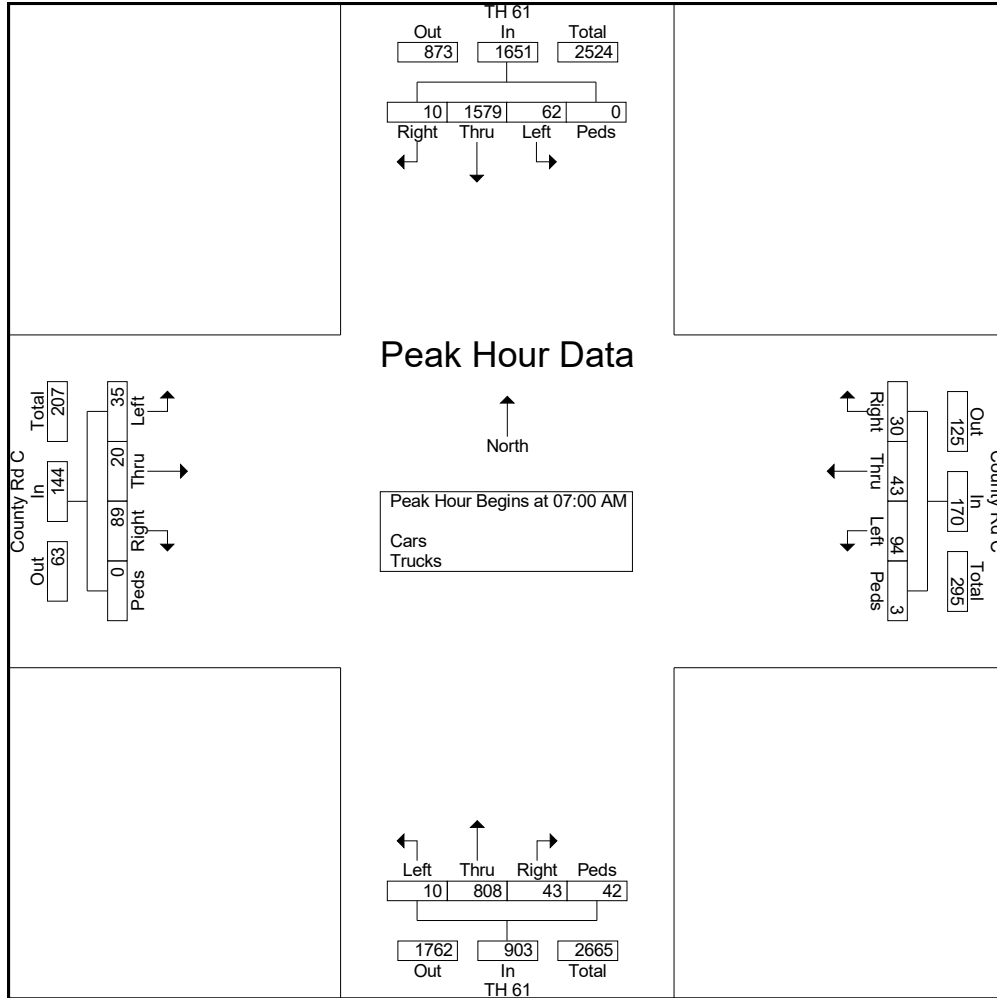 TH 61
Out In Total
873 1651 2524
10 1579 62 0
Right Thru Left Peds
Peak Hour Data
North
Peak Hour Begins at 07:00 AM
Cars
Trucks
County Rd C
Total In Out
207 144 63
35 20 89 0
Left Thru Right Peds
County Rd C
Out In Total
125 170 295
30 43 94 3
Right Thru Left Peds
Left Thru Right Peds
10 808 43 42
1762 903 2665
Out In Total
TH 61